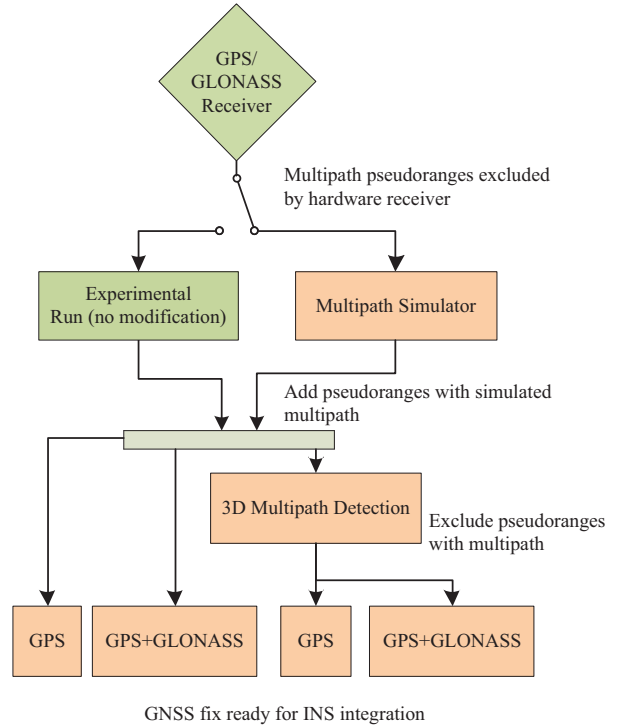 GPS/
GLONASS
Receiver
Multipath pseudoranges excluded
by hardware receiver
Experimental
Run (no modification)
Multipath Simulator
Add pseudoranges with simulated
multipath
3D Multipath Detection
Exclude pseudoranges
with multipath
GPS
GPS+GLONASS
GPS
GPS+GLONASS
GNSS fix ready for INS integration